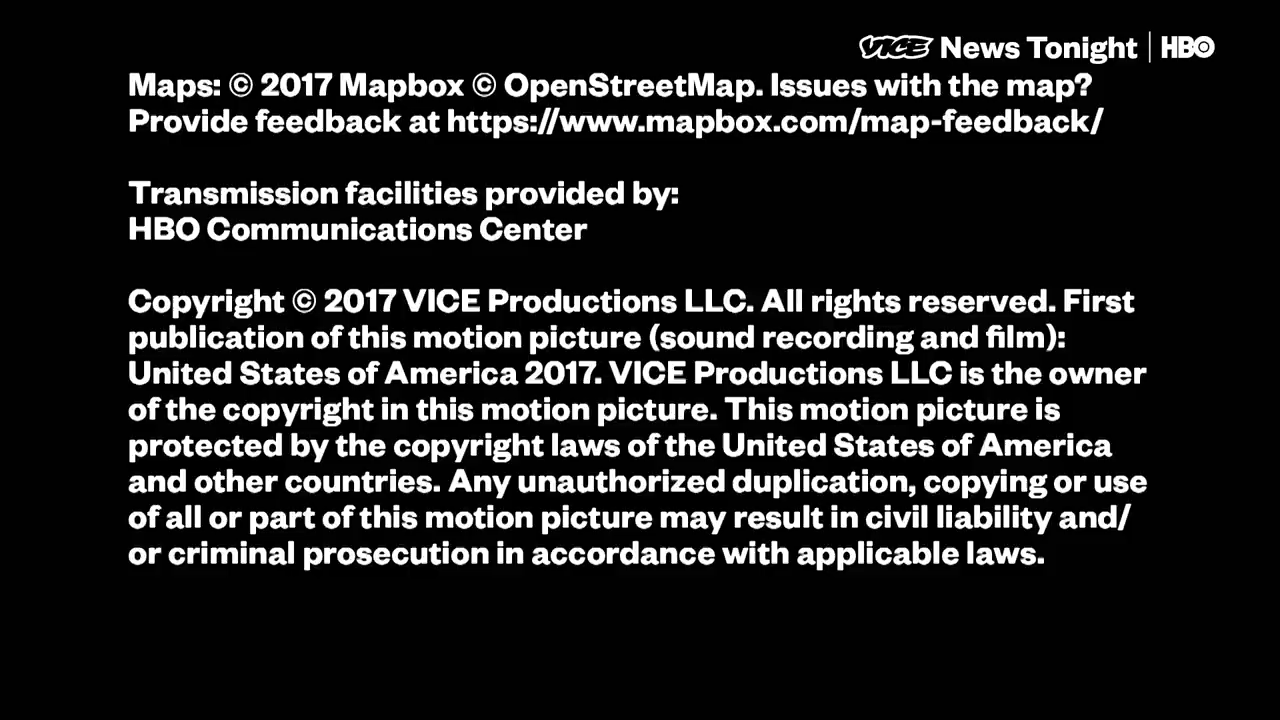 VICE News Tonight | HBO
Maps: © 2017 Mapbox © OpenStreetMap. Issues with the map?
Provide feedback at https://www.mapbox.com/map-feedback/
Transmission facilities provided by:
HBO Communications Center
Copyright © 2017 VICE Productions LLC. All rights reserved. First
publication of this motion picture (sound recording and film):
United States of America 2017. VICE Productions LLC is the owner
of the copyright in this motion picture. This motion picture is
protected by the copyright laws of the United States of America
and other countries. Any unauthorized duplication, copying or use
of all or part of this motion picture may result in civil liability and/
or criminal prosecution in accordance with applicable laws.